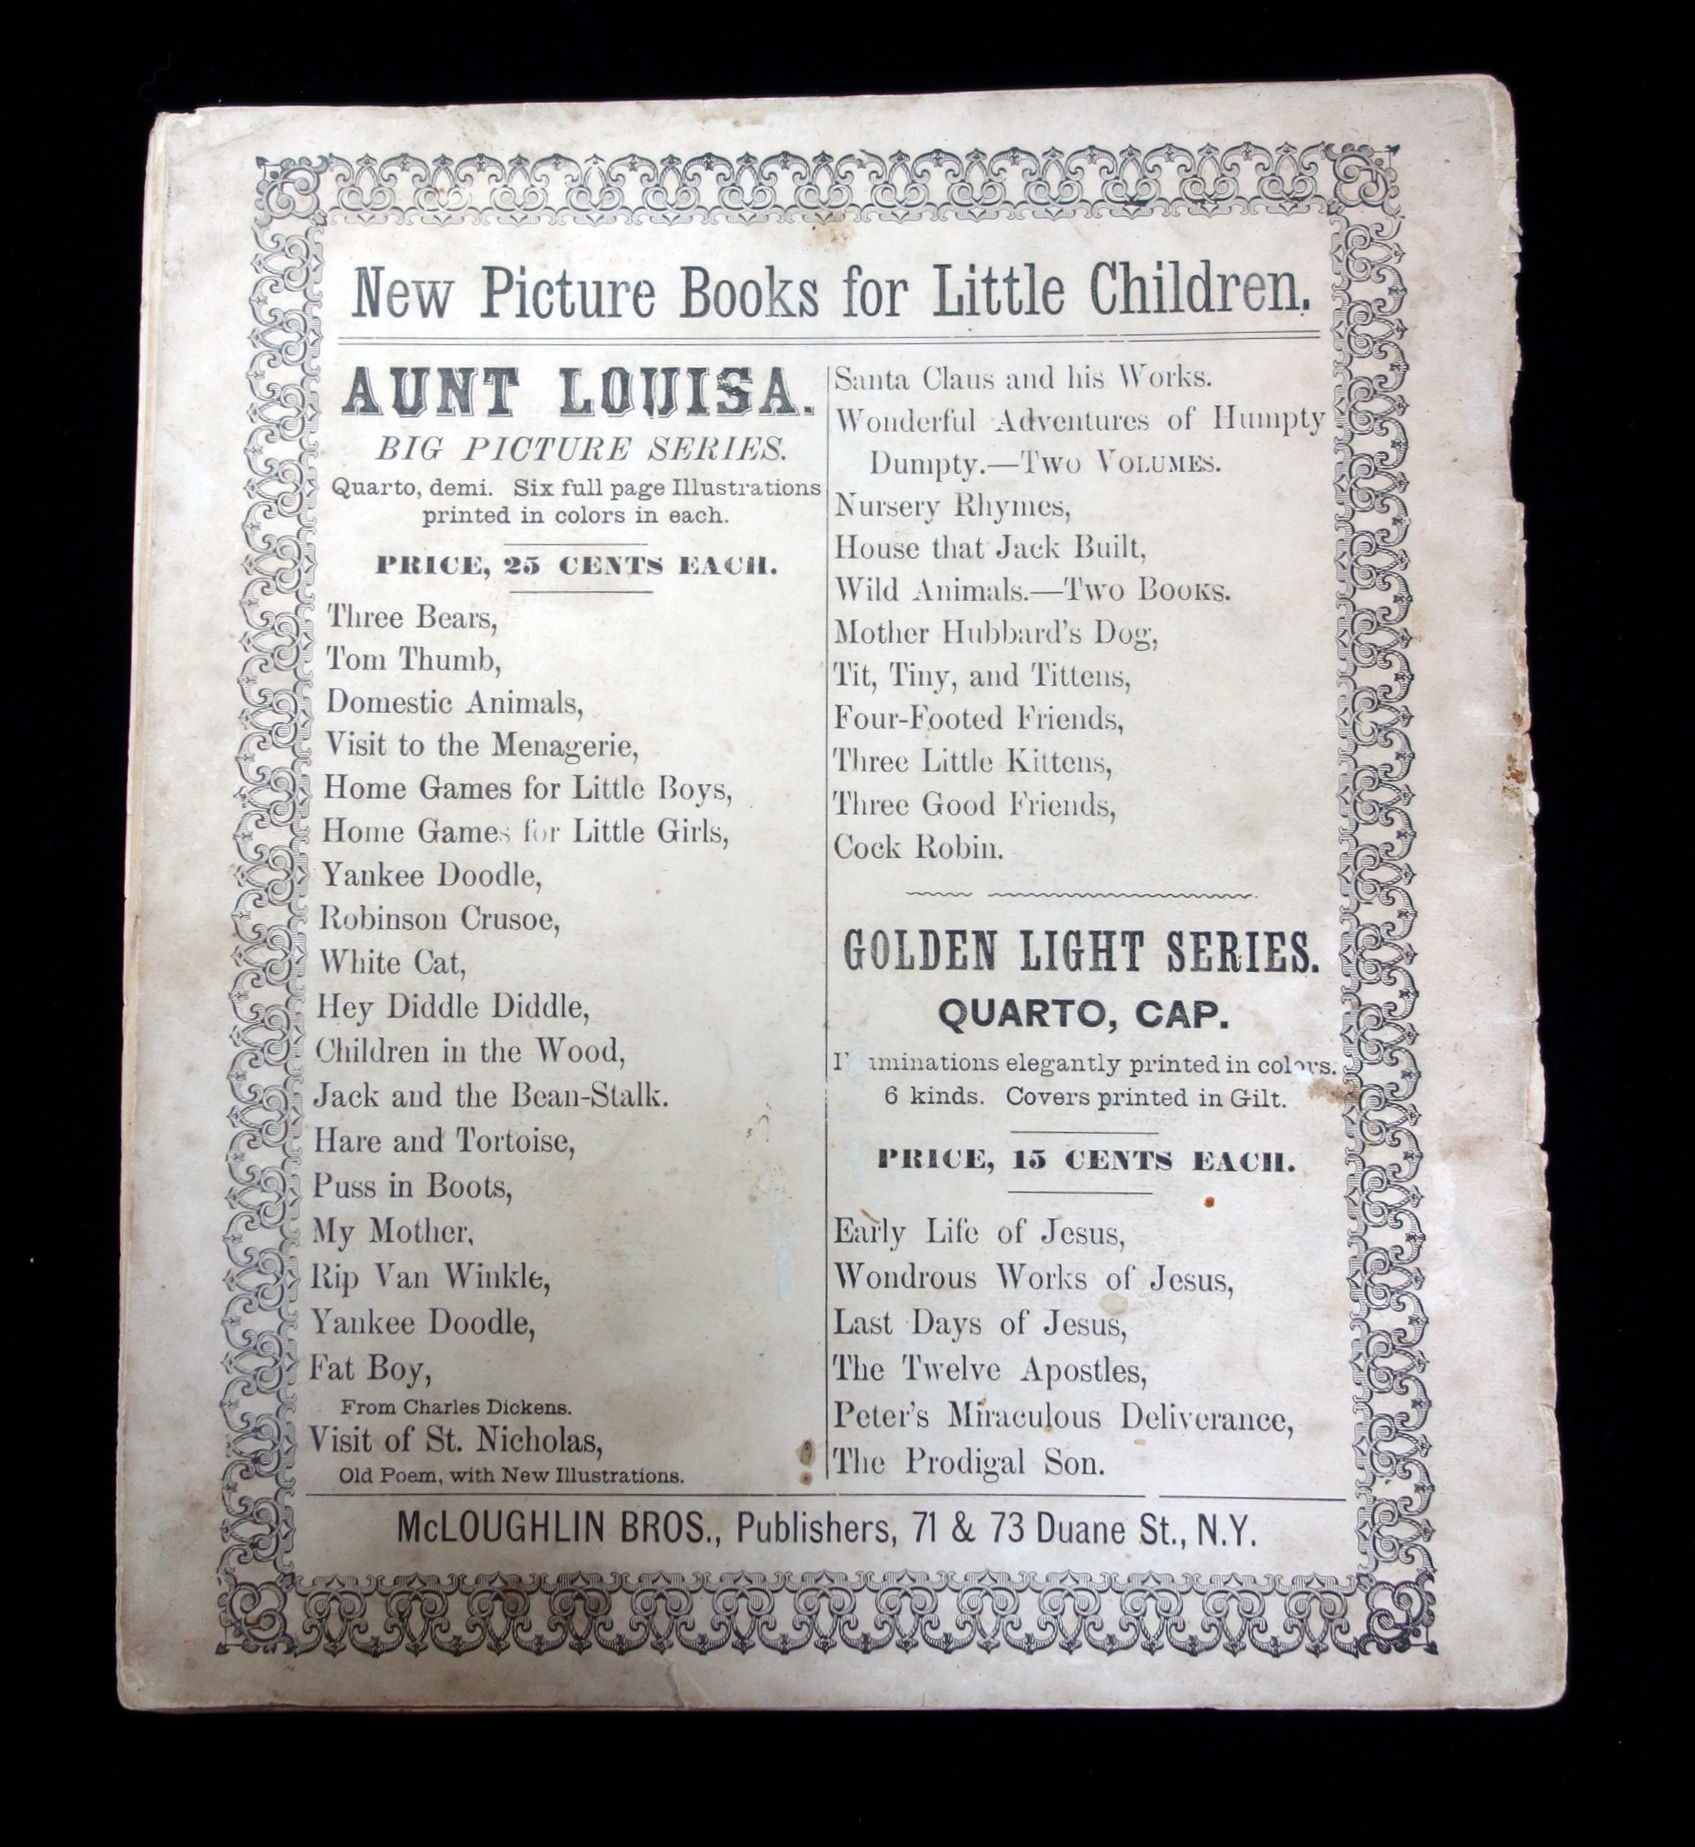 New Picture Books for Little Children.
AUNT LOUISA.
BIG PICTURE SERIES.
Quarto, demi. Six full page Illustrations
printed in colors in each.
PRICE, 25 CENTS EACH.
Three Bears,
Tom Thumb,
Domestic Animals,
Visit to the Menagerie,
Home Games for Little Boys,
Home Games for Little Girls,
Yankee Doodle,
Robinson Crusoe,
White Cat,
Hey Diddle Diddle,
Children in the Wood,
Jack and the Bean-Stalk.
Hare and Tortoise,
Puss in Boots,
My Mother,
Rip Van Winkle,
Yankee Doodle,
Fat Boy,
From Charles Dickens.
Visit of St. Nicholas,
Old Poem, with New Illustrations.
Santa Claus and his Works.
Wonderful Adventures of Humpty
Dumpty.—TWO VOLUMES.
Nursery Rhymes,
House that Jack Built,
Wild Animals.—TWO BOOKS.
Mother Hubbard's Dog,
Tit, Tiny, and Tittens,
Four-Footed Friends,
Three Little Kittens,
Three Good Friends,
Cock Robin.
GOLDEN LIGHT SERIES.
QUARTO, CAP.
elegantly printed in colors.
6 kinds. Covers printed in Gilt.
PRICE, 15 CENTS EACH.
Early Life of Jesus,
Wondrous Works of Jesus,
Last Days of Jesus,
The Twelve Apostles,
Peter's Miraculous Deliverance,
The Prodigal Son.
McLOUGHLIN BROS., Publishers, 71 & 73 Duane St., N.Y.